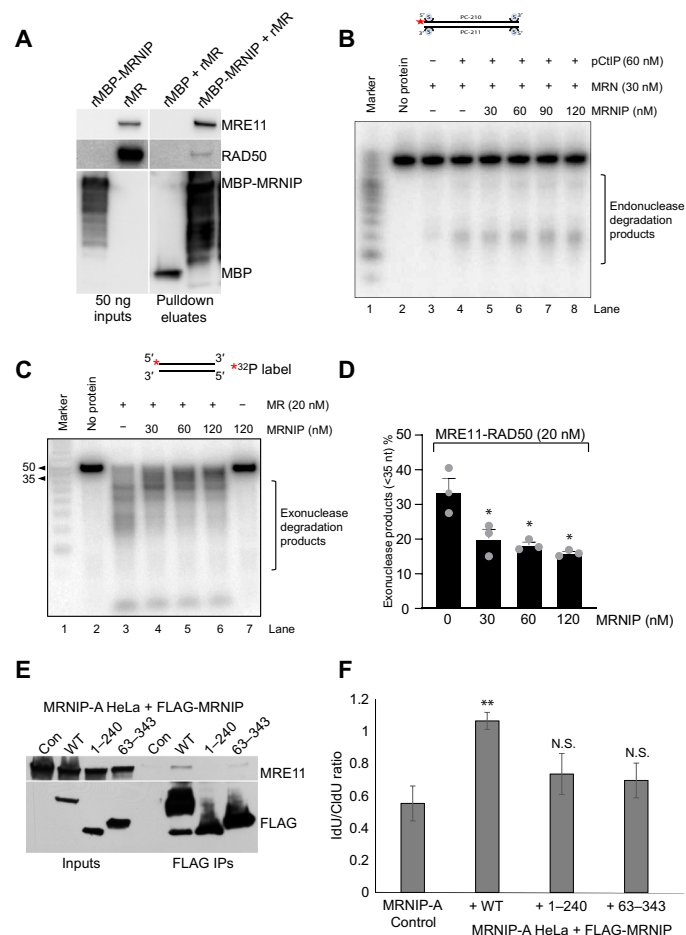 A
rMBP-MRNIP
rMR
rMBP + rMR
rMBP-MRNIP + rMR
MRE11
RAD50
MBP-MRNIP
MBP
50 ng inputs
Pulldown eluates
B
5′ S PC-210 S 3′
3′ S PC-211 S 5′
Marker
No protein
pCtIP (60 nM) – + + + + +
MRN (30 nM) + + + + + +
MRNIP (nM) – – 30 60 90 120
Endonuclease
degradation
products
1 2 3 4 5 6 7 8 Lane
C
5′ * 3′
3′ 5′
*32P label
Marker
No protein
+ + + + – MR (20 nM)
– 30 60 120 120 MRNIP (nM)
50
35
Exonuclease
degradation
products
1 2 3 4 5 6 7 Lane
D
MRE11-RAD50 (20 nM)
Exonuclease products (<35 nt) %
50
40
30
20
10
0
* * *
0 30 60 120 MRNIP (nM)
E
MRNIP-A HeLa + FLAG-MRNIP
Con WT 1–240 63–343 Con WT 1–240 63–343
MRE11
FLAG
Inputs
FLAG IPs
F
IdU/CldU ratio
1.2
1
0.8
0.6
0.4
0.2
0
**
N.S.
N.S.
MRNIP-A Control
+ WT + 1–240 + 63–343
MRNIP-A HeLa + FLAG-MRNIP